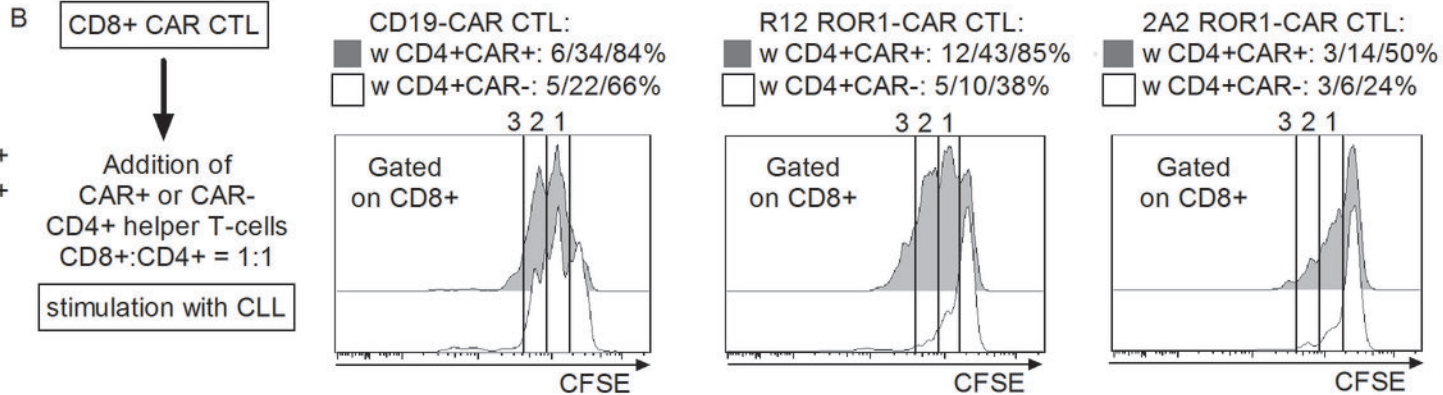 B
CD8+ CAR CTL
+
+
Addition of
CAR+ or CAR-
CD4+ helper T-cells
CD8+:CD4+ = 1:1
stimulation with CLL
CD19-CAR CTL:
w CD4+CAR+: 6/34/84%
w CD4+CAR-: 5/22/66%
3 2 1
Gated
on CD8+
CFSE
R12 ROR1-CAR CTL:
w CD4+CAR+: 12/43/85%
w CD4+CAR-: 5/10/38%
3 2 1
Gated
on CD8+
CFSE
2A2 ROR1-CAR CTL:
w CD4+CAR+: 3/14/50%
w CD4+CAR-: 3/6/24%
3 2 1
Gated
on CD8+
CFSE